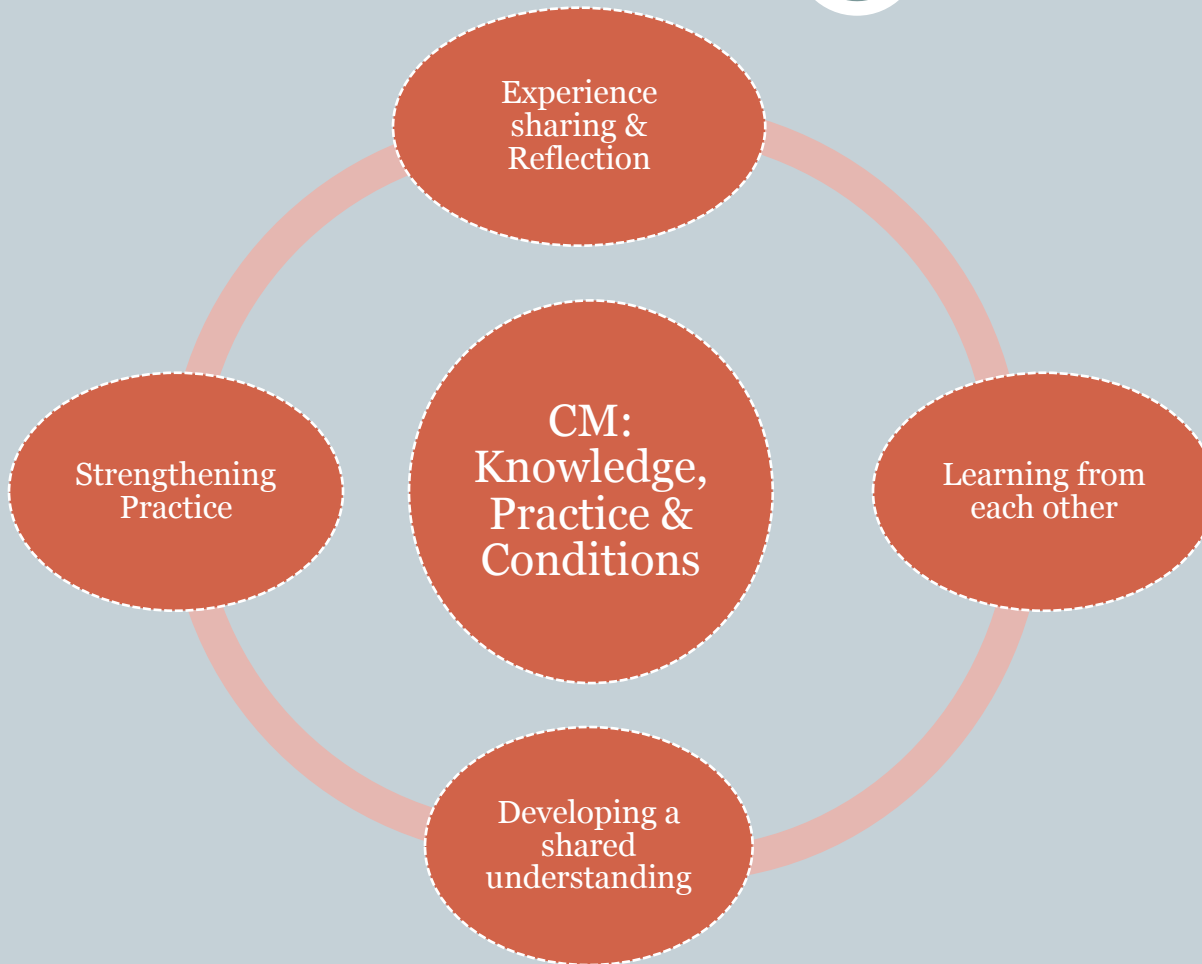 Experience
sharing &
Reflection
CM:
Knowledge,
Practice &
Conditions
Strengthening
Practice
Learning from
each other
Developing a
shared
understanding